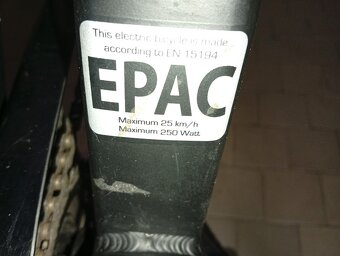 This electric bicycle is made
according to EN 15194
EPAC
Maximum 25 km/h
Maximum 250 Watt